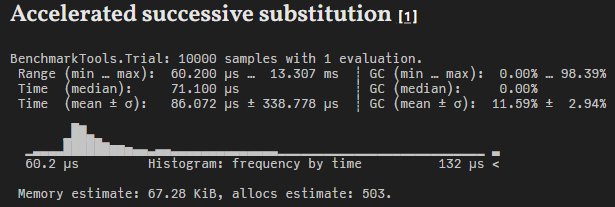 Accelerated successive substitution [1]
BenchmarkTools.Trial: 10000 samples with 1 evaluation.
Range (min … max):  60.200 μs …  13.307 ms  ┊ GC (min … max):  0.00% … 98.39%
Time  (median):     71.100 μs               ┊ GC (median):     0.00%
Time  (mean ± σ):   86.072 μs ± 338.778 μs  ┊ GC (mean ± σ):  11.59% ±  2.94%
60.2 μs         Histogram: frequency by time          132 μs <
Memory estimate: 67.28 KiB, allocs estimate: 503.